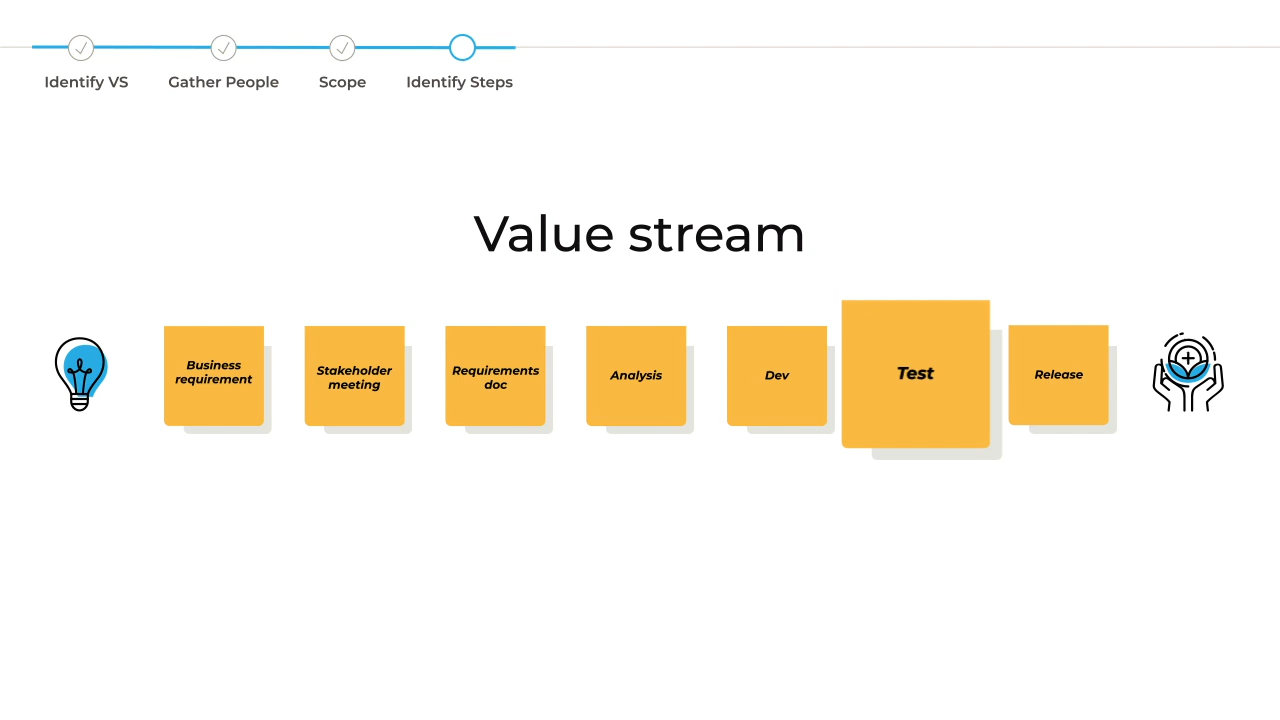 Identify VS
Gather People
Scope
Identify Steps
Value stream
Business
requirement
Stakeholder
meeting
Requirements
doc
Analysis
Dev
Test
Release